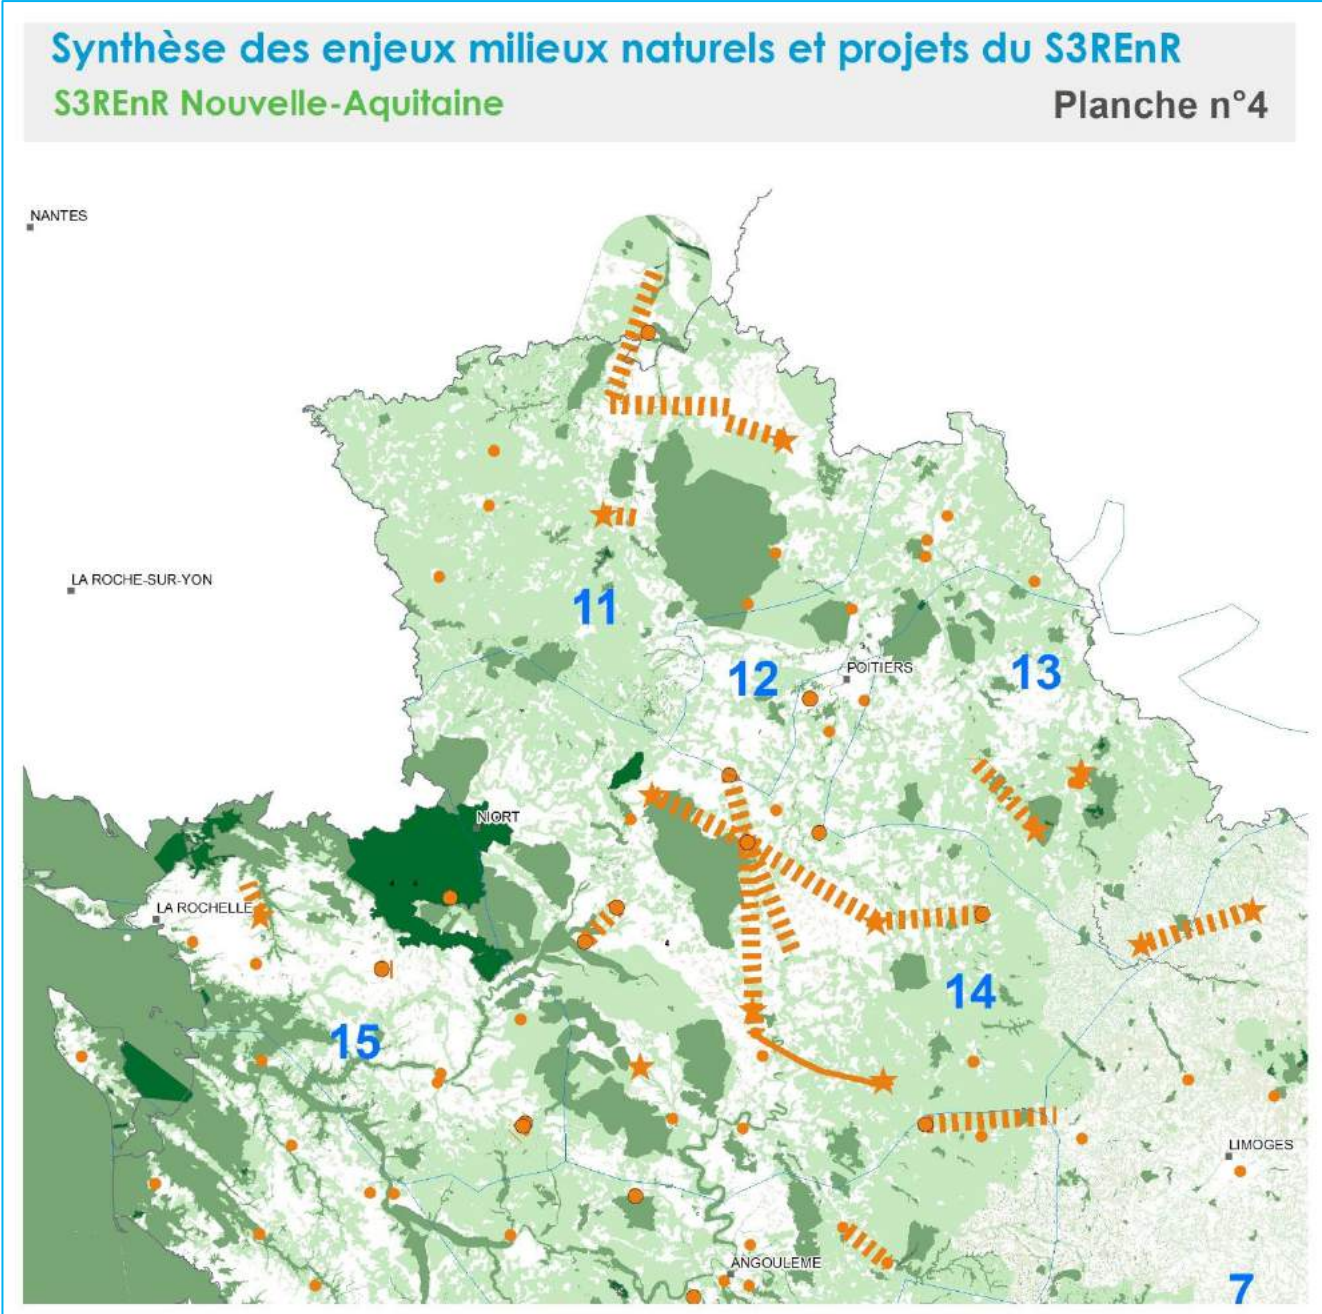 Synthèse des enjeux milieux naturels et projets du S3REnR
S3REnR Nouvelle-Aquitaine
Planche n°4
NANTES
LA ROCHE-SUR-YON
11
12
POITIERS
13
NIORT
LA ROCHELLE
4
14
15
LIMOGES
ANGOULEME
7